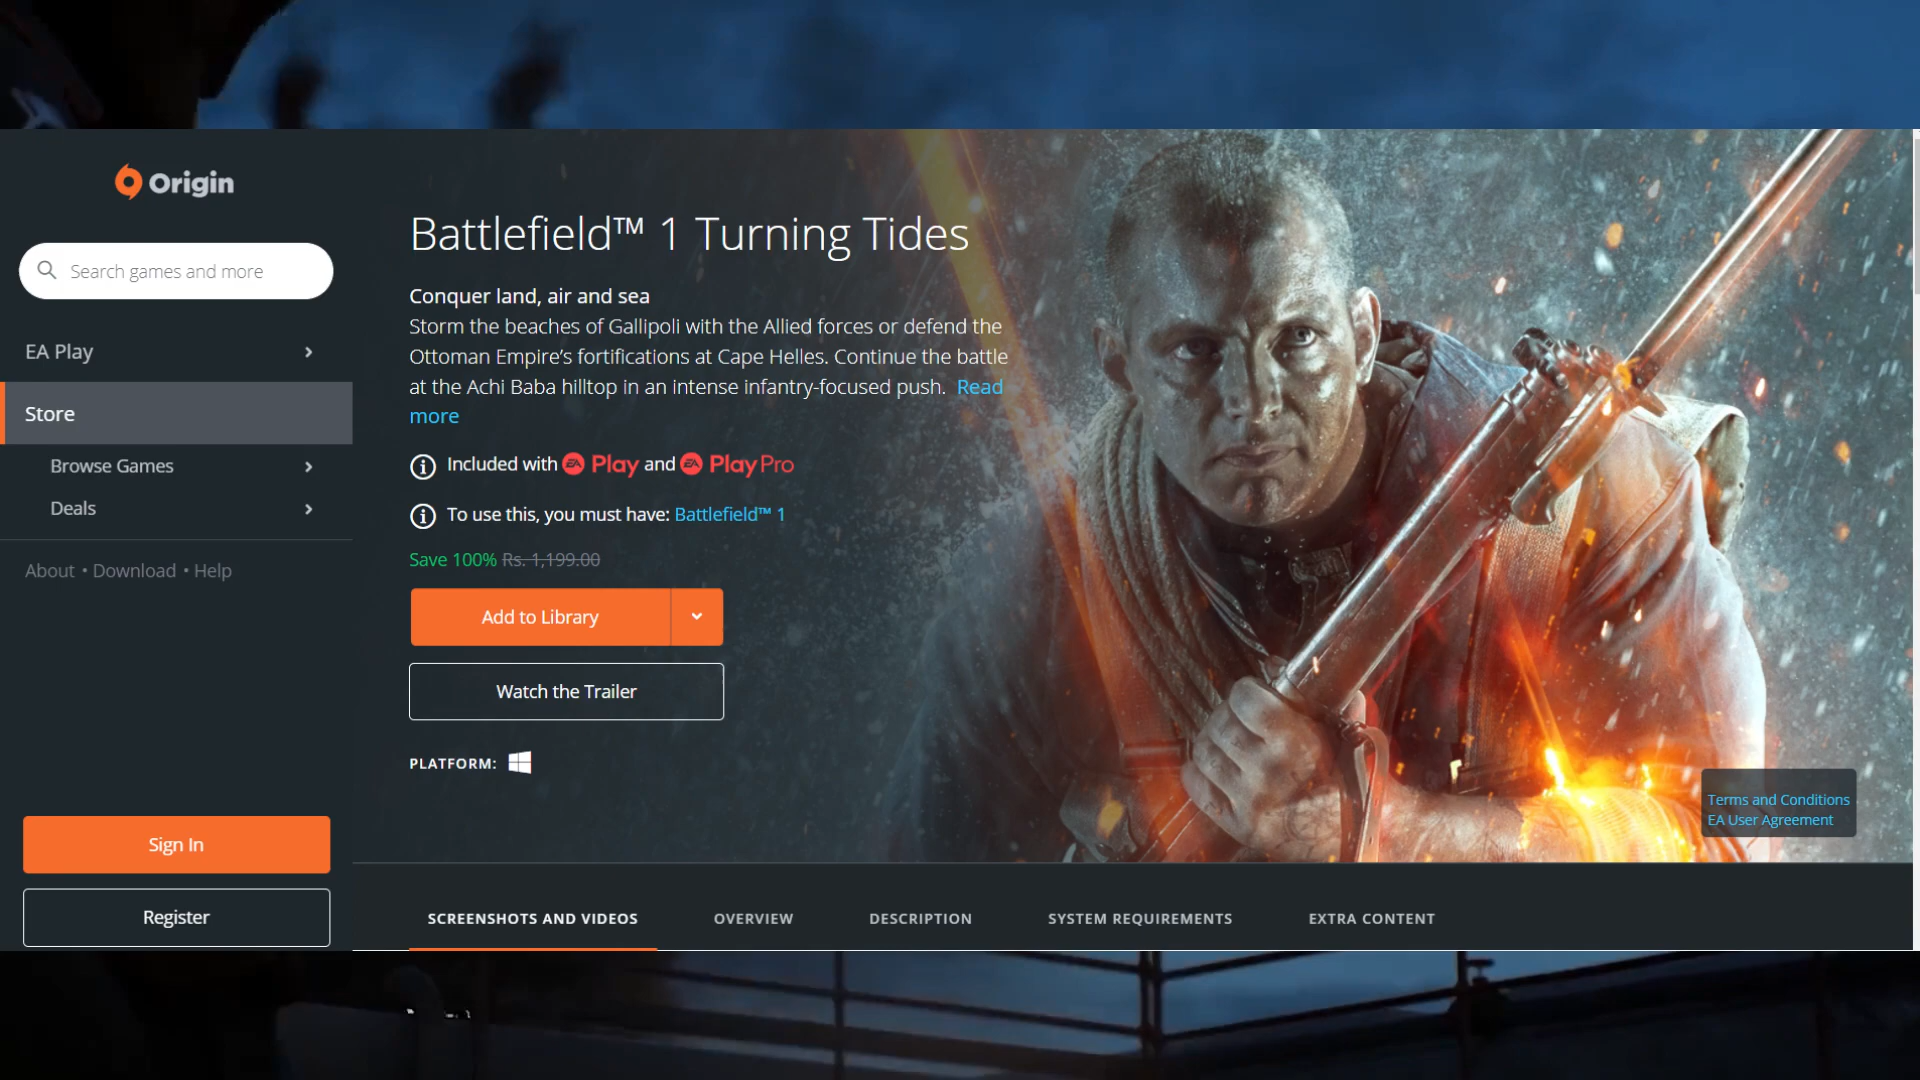 Origin
Search games and more
EA Play
Store
Browse Games
Deals
About • Download • Help
Sign In
Register
Battlefield™ 1 Turning Tides
Conquer land, air and sea
Storm the beaches of Gallipoli with the Allied forces or defend the
Ottoman Empire’s fortifications at Cape Helles. Continue the battle
at the Achi Baba hilltop in an intense infantry-focused push. Read
more
Included with EA Play and EA Play Pro
To use this, you must have: Battlefield™ 1
Save 100% Rs. 1,199.00
Add to Library
Watch the Trailer
PLATFORM:
Terms and Conditions
EA User Agreement
SCREENSHOTS AND VIDEOS
OVERVIEW
DESCRIPTION
SYSTEM REQUIREMENTS
EXTRA CONTENT